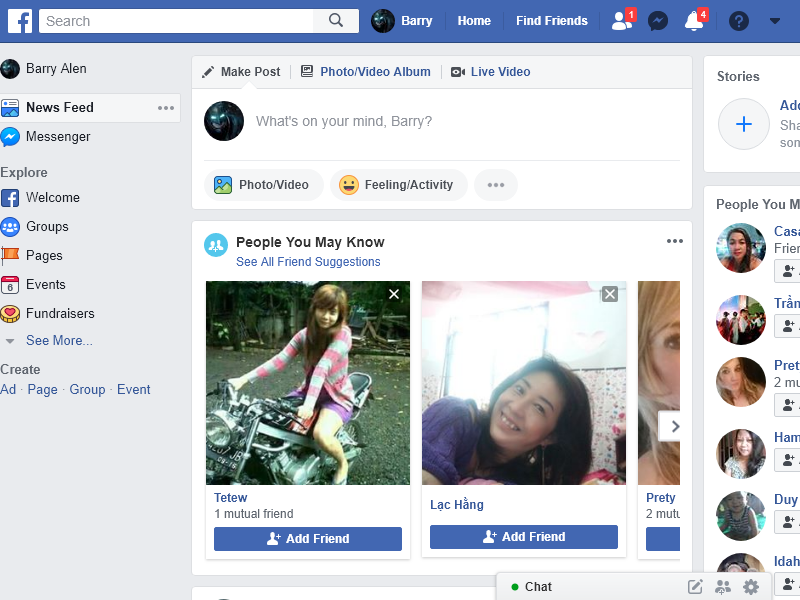 Search
Barry
Home
Find Friends
1
4
Barry Alen
News Feed
Messenger
Explore
Welcome
Groups
Pages
6
Events
Fundraisers
See More...
Create
Ad · Page · Group · Event
Make Post
Photo/Video Album
Live Video
What's on your mind, Barry?
Photo/Video
Feeling/Activity
People You May Know
See All Friend Suggestions
Tetew
1 mutual friend
Add Friend
Lạc Hằng
Add Friend
Prety
2 mutu
Stories
Add
Sha
som
People You M
Casa
Frien
Trần
Pret
2 mu
Ham
Duy
Idah
Chat